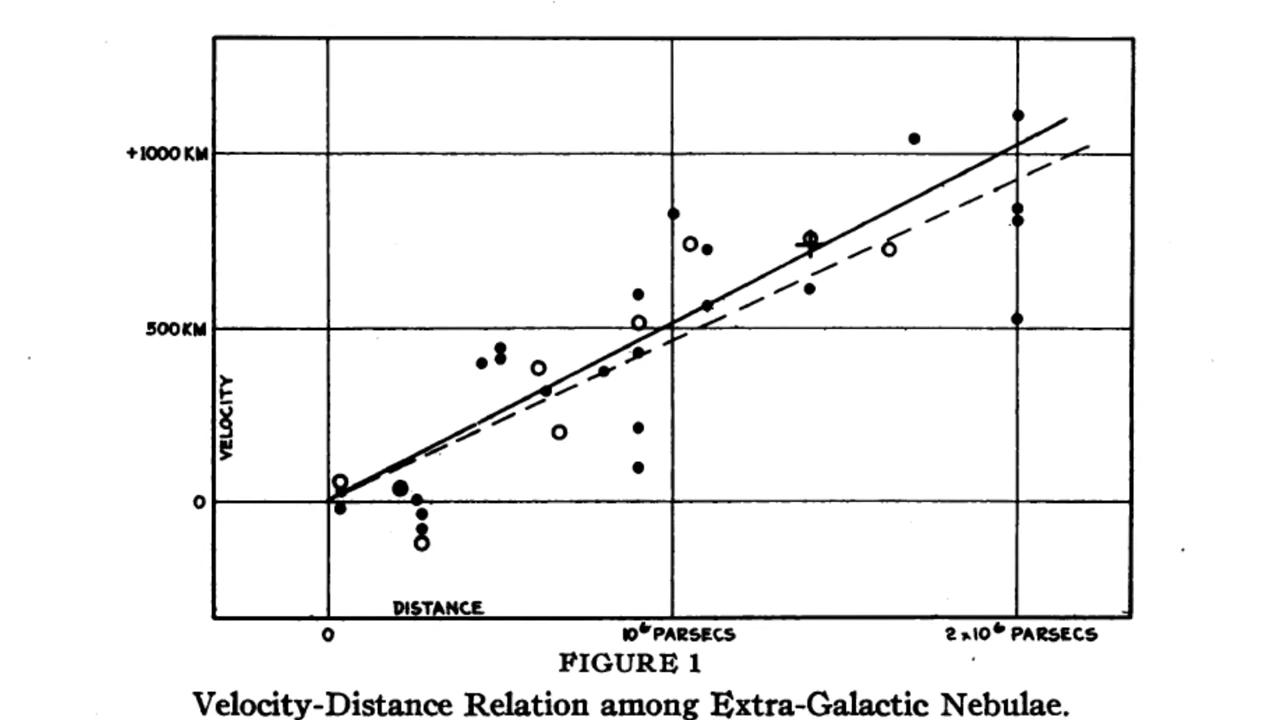 +1000 KM
500 KM
VELOCITY
0
DISTANCE
0
10⁶ PARSECS
2 x 10⁶ PARSECS
FIGURE 1
Velocity-Distance Relation among Extra-Galactic Nebulae.